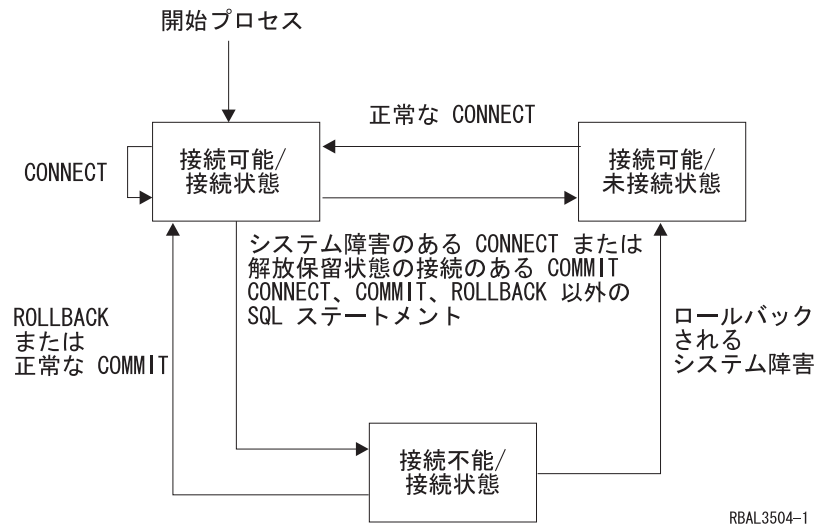 開始プロセス
正常な CONNECT
接続可能/
接続状態
接続可能/
未接続状態
CONNECT
システム障害のある CONNECT または
解放保留状態の接続のある COMMIT
CONNECT、COMMIT、ROLLBACK 以外の
SQL ステートメント
ROLLBACK
または
正常な COMMIT
ロールバック
される
システム障害
接続不能/
接続状態
RBAL3504-1